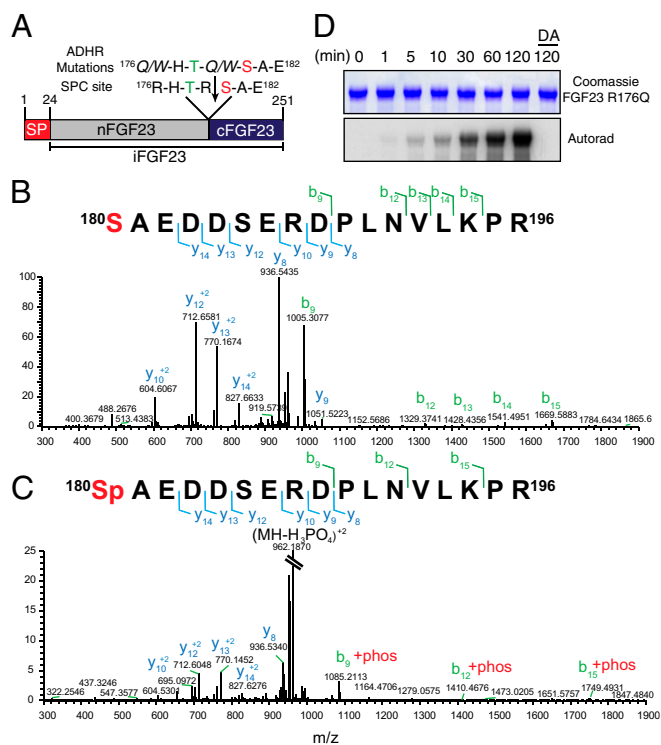 A
ADHR
Mutations ¹⁷⁶Q/W-H-T-Q/W-S-A-E¹⁸²
SPC site ¹⁷⁶R-H-T-R S-A-E¹⁸²
1 24 251
SP nFGF23 cFGF23
iFGF23
D
DA
(min) 0 1 5 10 30 60 120 120
Coomassie
FGF23 R176Q
Autorad
B
b₉ b₁₂ b₁₃ b₁₄ b₁₅
¹⁸⁰S A E D D S E R D P L N V L K P R¹⁹⁶
y₁₄ y₁₃ y₁₂ y₁₀ y₉ y₈
100
80
60
40
20
0
y₈
936.5435
y₁₂⁺²
712.6581
b₉
1005.3077
y₁₃⁺²
770.1674
y₁₀⁺²
604.6067
y₁₄⁺²
827.6633
919.5739
y₉
1051.5223
400.3679
488.2676
513.4383
1152.5686
b₁₂
1329.3741
b₁₃
1428.4356
b₁₄
1541.4951
b₁₅
1669.5883
1784.6434
1865.6
300 400 500 600 700 800 900 1000 1100 1200 1300 1400 1500 1600 1700 1800 1900
C
b₉ b₁₂ b₁₅
¹⁸⁰Sp A E D D S E R D P L N V L K P R¹⁹⁶
y₁₄ y₁₃ y₁₂ y₁₀ y₉ y₈
(MH-H₃PO₄)⁺²
962.1870
25
20
15
10
5
0
y₈
936.5340
y₁₀⁺²
604.5301
y₁₂⁺²
712.6048
695.0972
y₁₃⁺²
770.1452
y₁₄⁺²
827.6276
b₉ +phos
1085.2113
b₁₂+phos
1410.4676
b₁₅+phos
1749.4931
322.2546
437.3246
547.3577
1164.4706
1279.0575
1473.0205
1651.5757
1847.4840
300 400 500 600 700 800 900 1000 1100 1200 1300 1400 1500 1600 1700 1800 1900
m/z